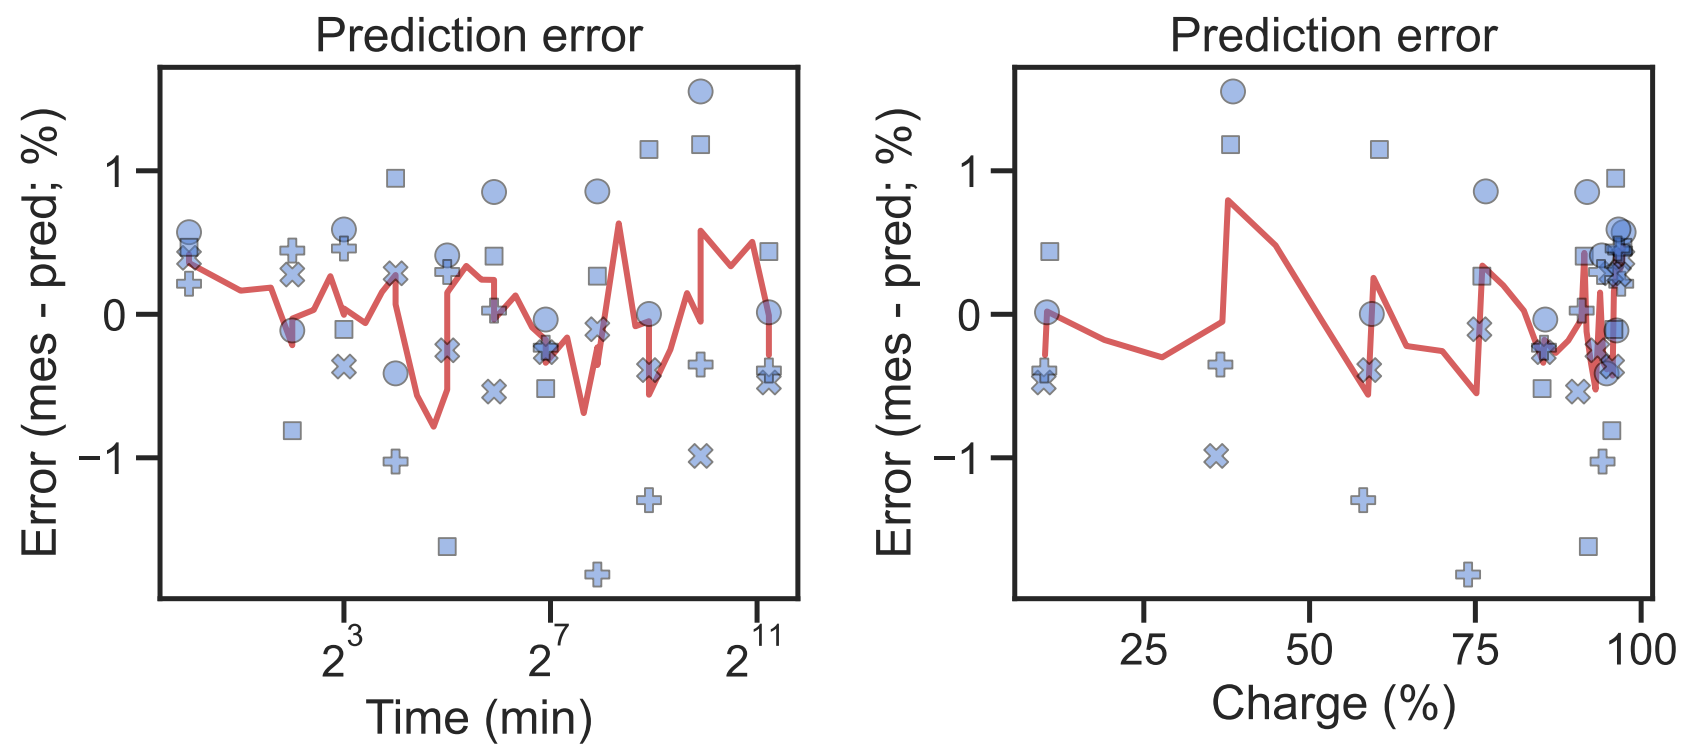 Prediction error
Error (mes - pred; %)
1
0
−1
2^3
2^7
2^11
Time (min)
Prediction error
Error (mes - pred; %)
1
0
−1
25
50
75
100
Charge (%)